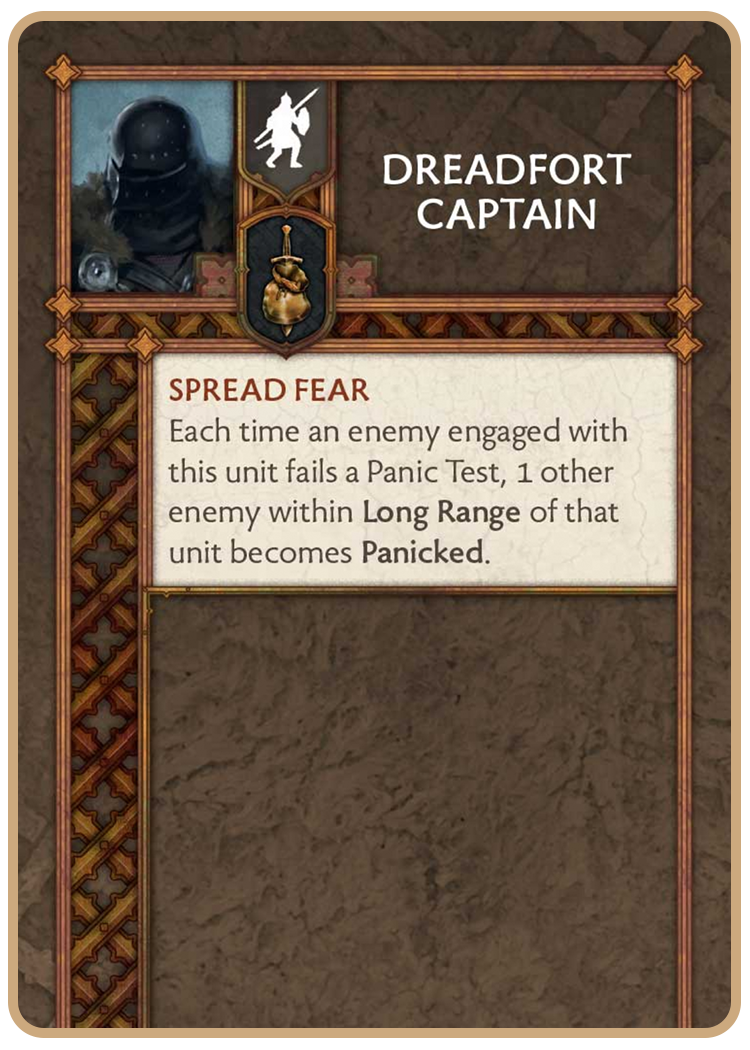 DREADFORT
CAPTAIN
SPREAD FEAR
Each time an enemy engaged with
this unit fails a Panic Test, 1 other
enemy within Long Range of that
unit becomes Panicked.